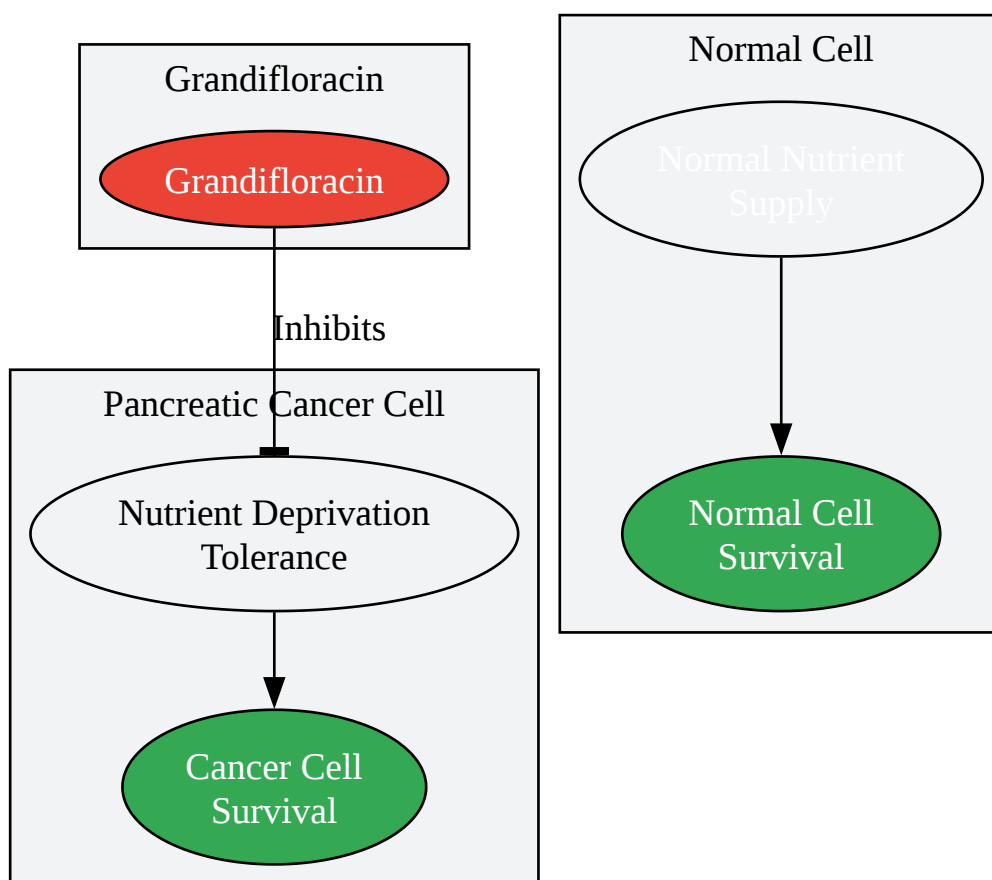 Grandifloracin
Grandifloracin
Inhibits
Pancreatic Cancer Cell
Nutrient Deprivation
Tolerance
Cancer Cell
Survival
Normal Cell
Normal Nutrient
Supply
Normal Cell
Survival